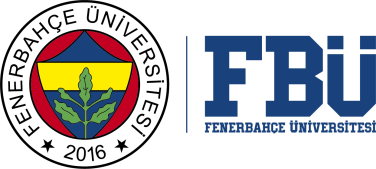 FENERBAHÇE ÜNİVERSİTESİ
★ 2016 ★
FBÜ
FENERBAHÇE ÜNİVERSİTESİ